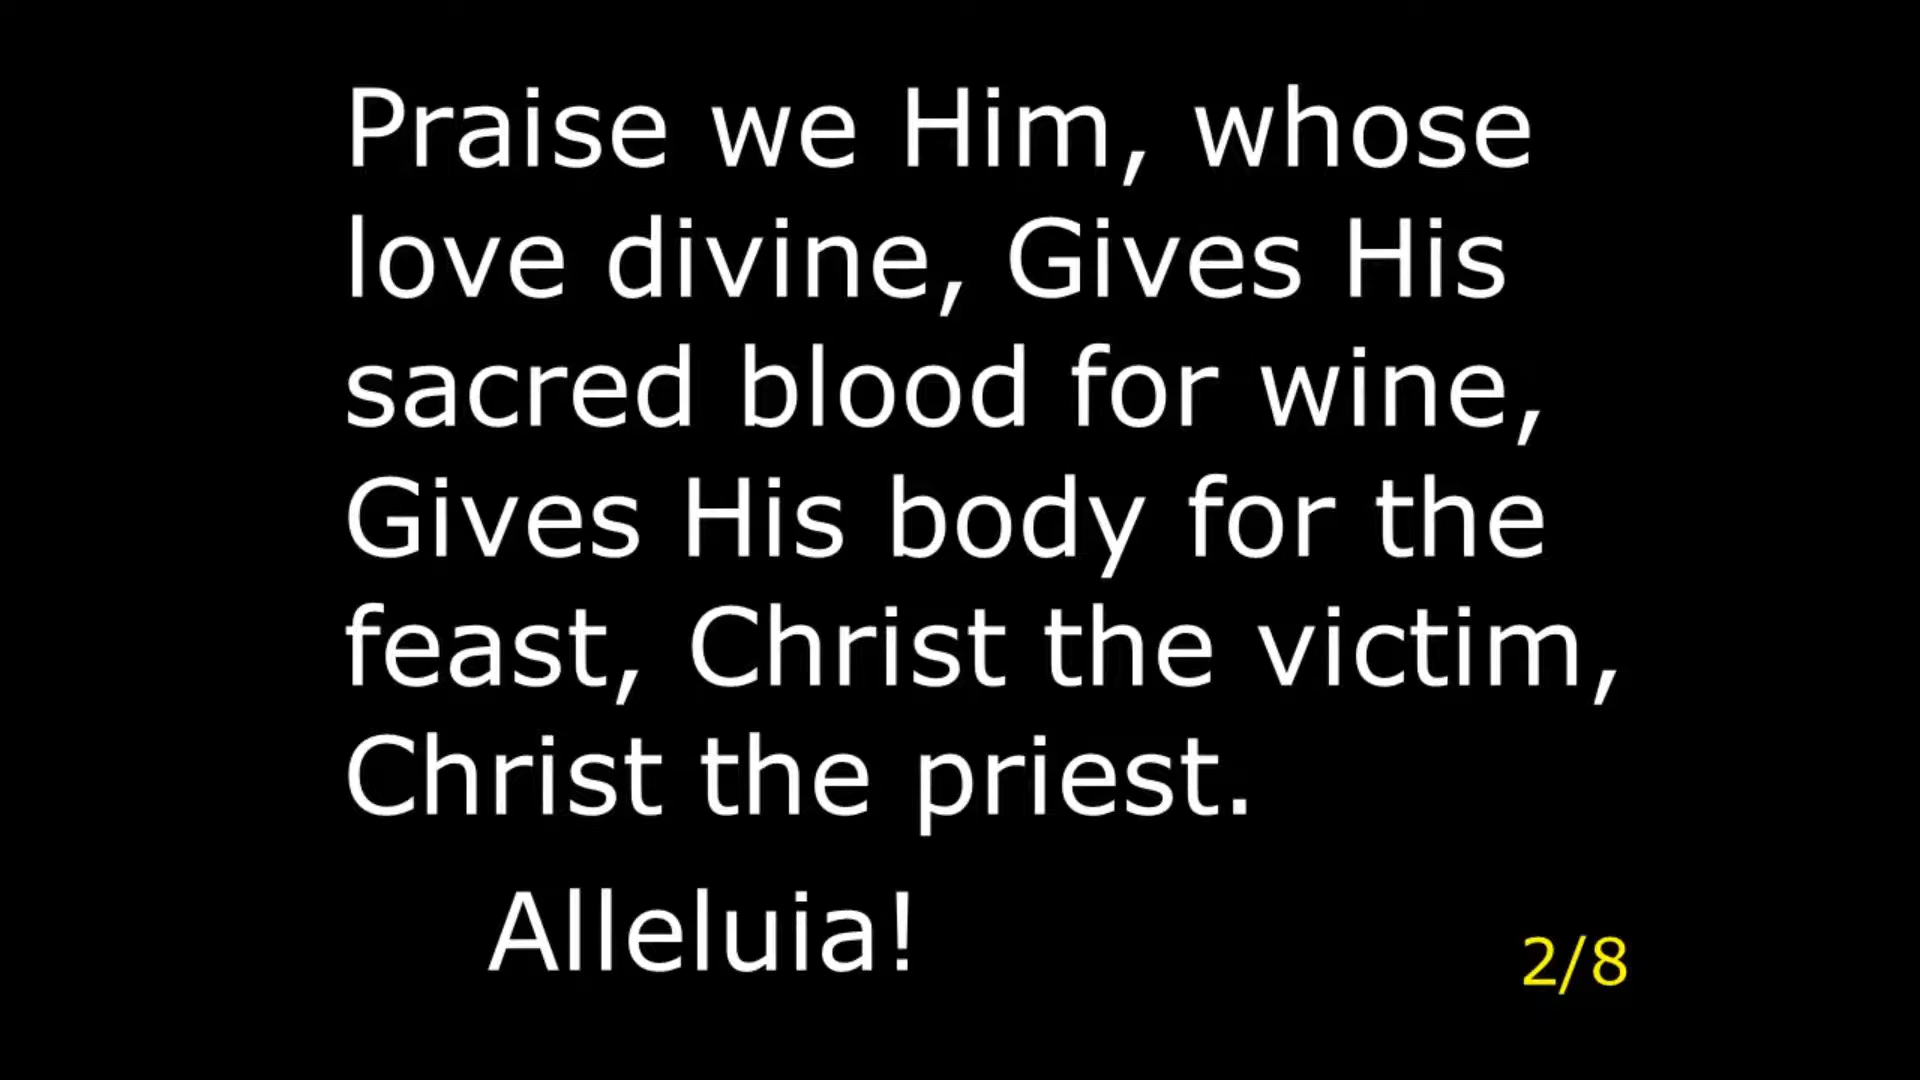 Praise we Him, whose
love divine, Gives His
sacred blood for wine,
Gives His body for the
feast, Christ the victim,
Christ the priest.
Alleluia!
2/8